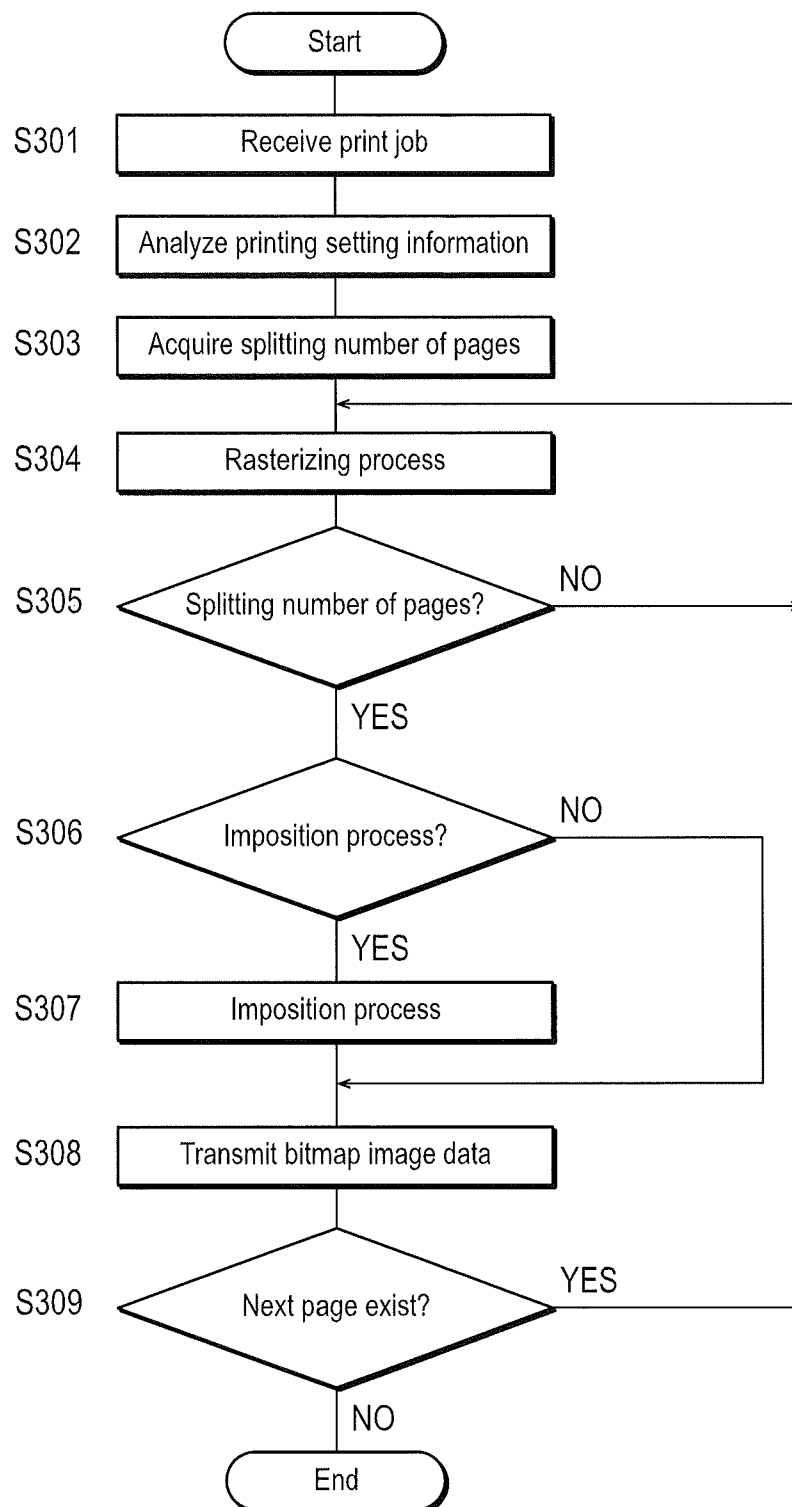 Start
S301 Receive print job
S302 Analyze printing setting information
S303 Acquire splitting number of pages
S304 Rasterizing process
S305 Splitting number of pages? NO
YES
S306 Imposition process? NO
YES
S307 Imposition process
S308 Transmit bitmap image data
S309 Next page exist? YES
NO
End